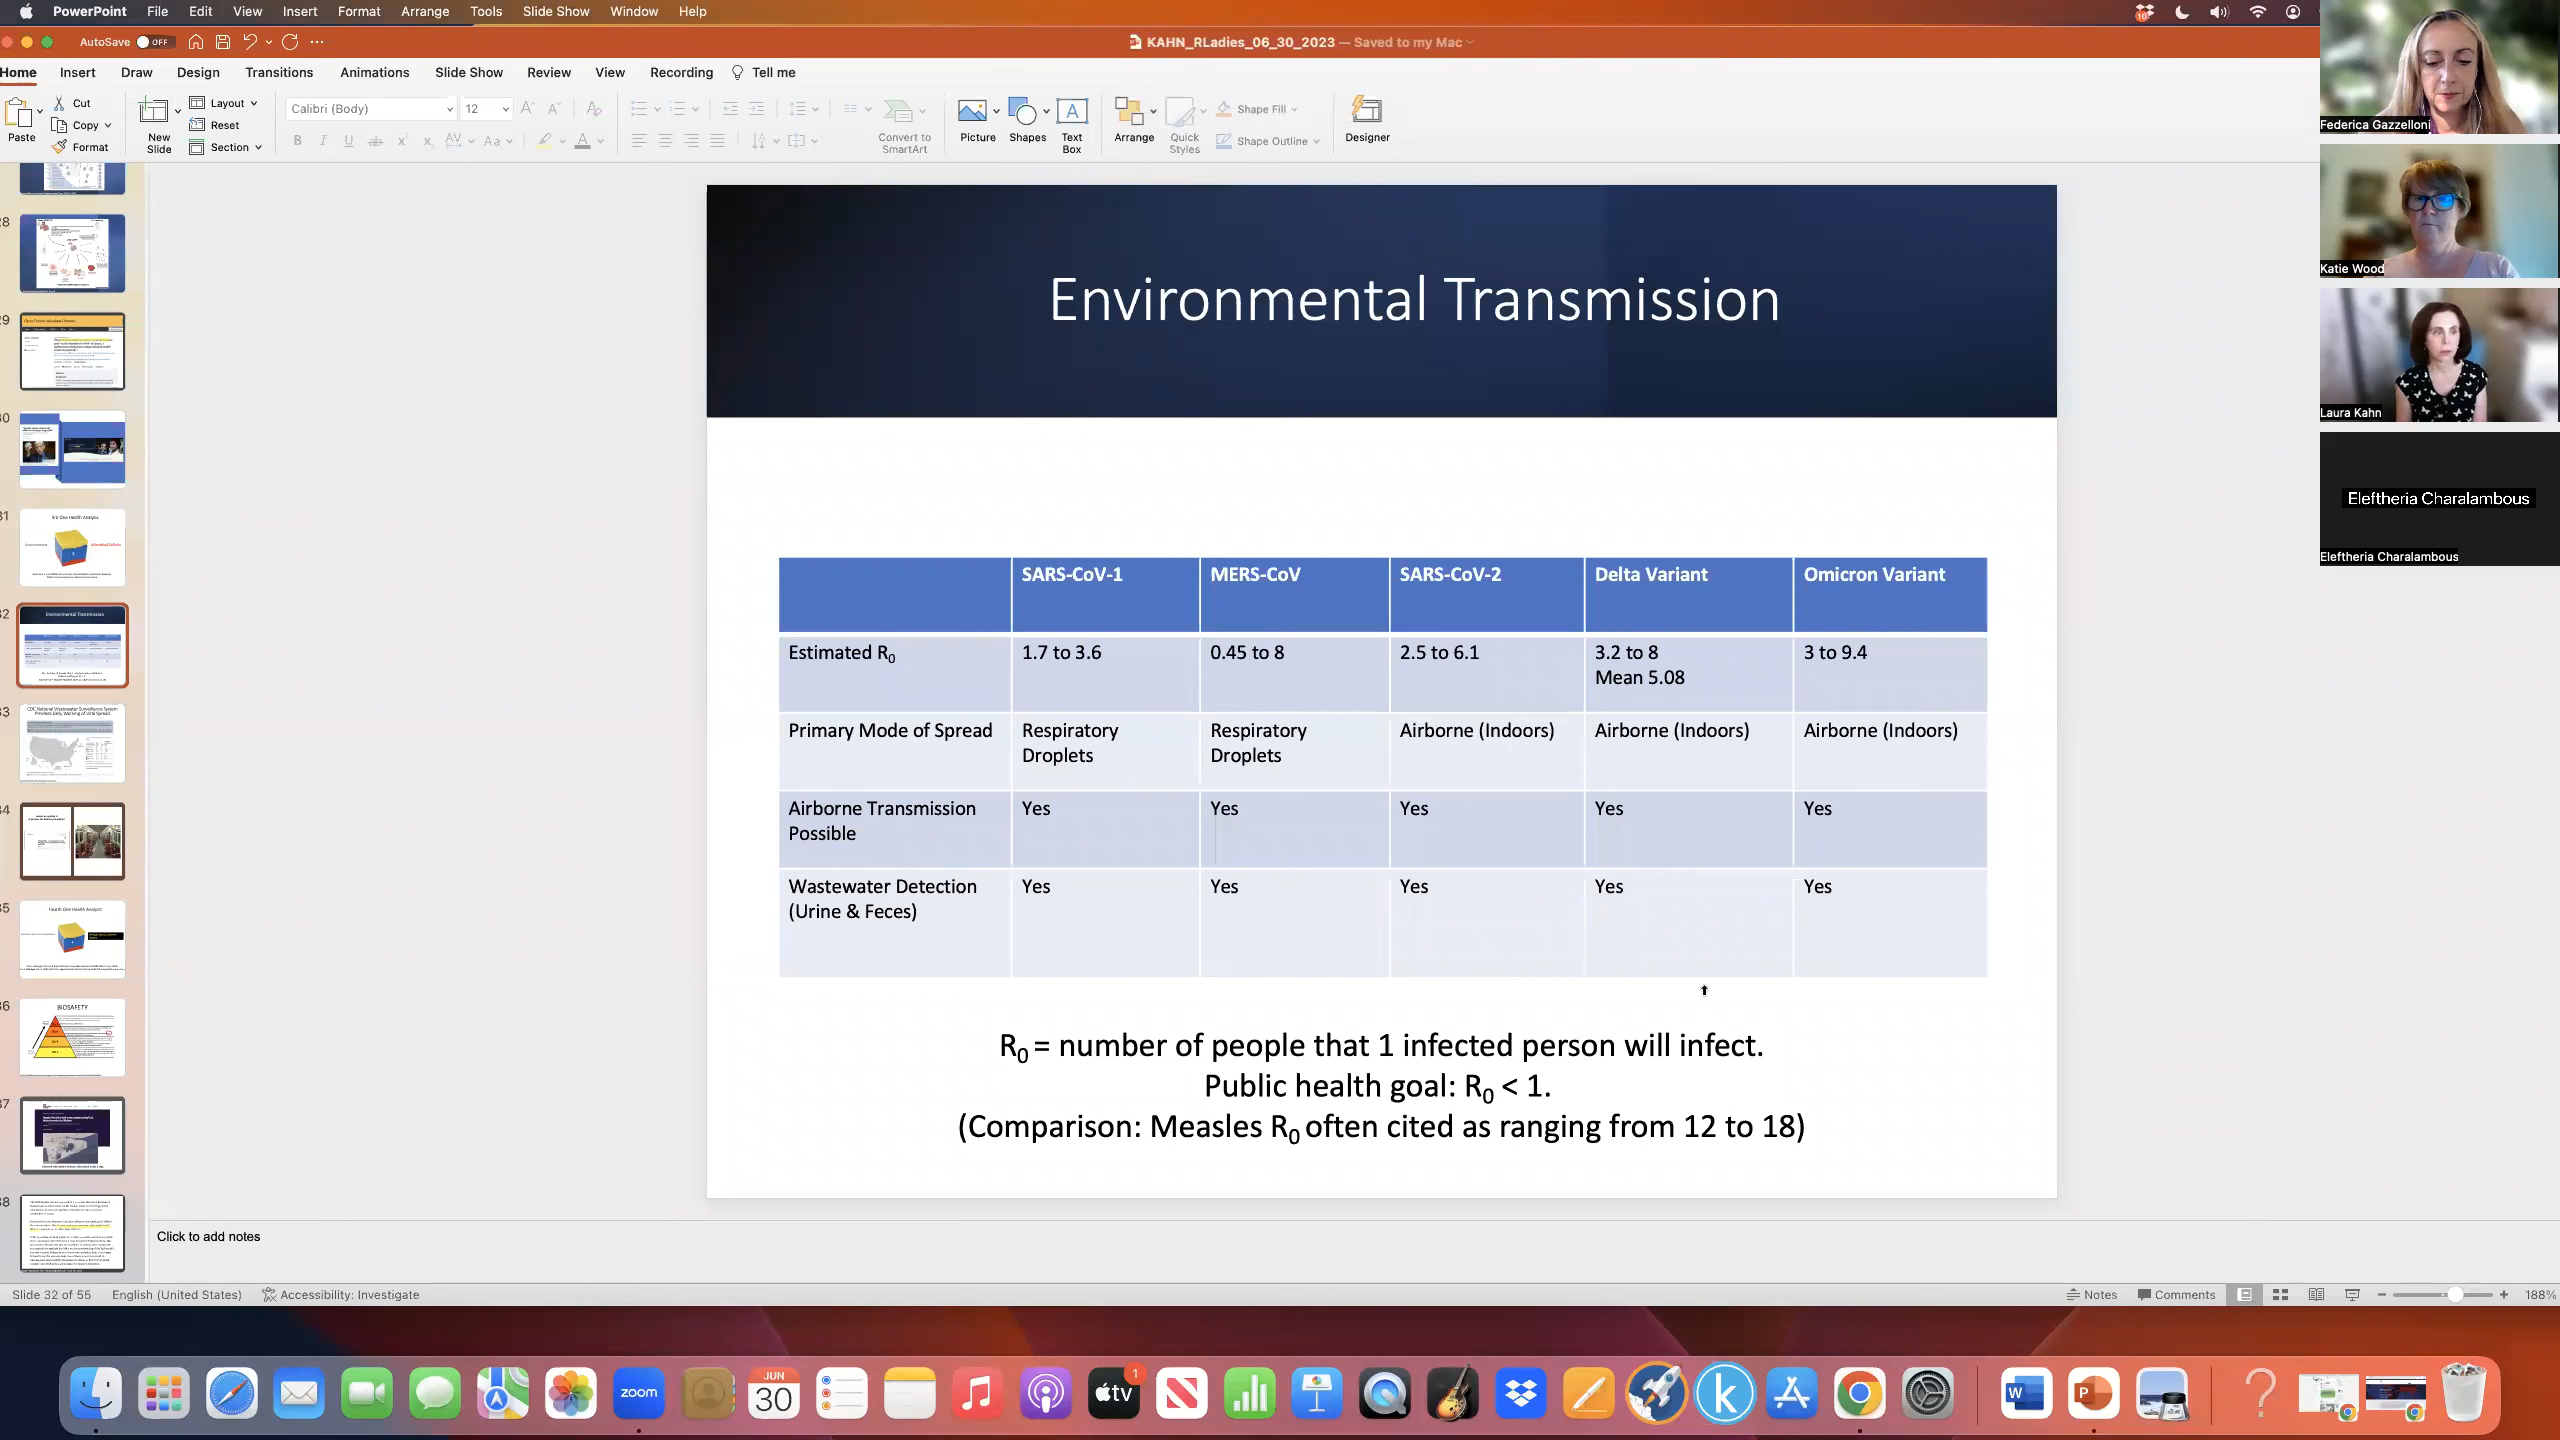 PowerPoint File Edit View Insert Format Arrange Tools Slide Show Window Help
AutoSave OFF
KAHN_RLadies_06_30_2023 — Saved to my Mac
Home Insert Draw Design Transitions Animations Slide Show Review View Recording Tell me
Paste
Cut
Copy
Format
New Slide
Layout
Reset
Section
Calibri (Body) 12
Convert to SmartArt
Picture
Shapes
Text Box
Arrange
Quick Styles
Shape Fill
Shape Outline
Designer
Federica Gazzelloni
Katie Wood
Laura Kahn
Eleftheria Charalambous
Eleftheria Charalambous
Environmental Transmission
SARS-CoV-1 MERS-CoV SARS-CoV-2 Delta Variant Omicron Variant
Estimated R0 1.7 to 3.6 0.45 to 8 2.5 to 6.1 3.2 to 8 3 to 9.4
Mean 5.08
Primary Mode of Spread Respiratory Respiratory Airborne (Indoors) Airborne (Indoors) Airborne (Indoors)
Droplets Droplets
Airborne Transmission Yes Yes Yes Yes Yes
Possible
Wastewater Detection Yes Yes Yes Yes Yes
(Urine & Feces)
R0 = number of people that 1 infected person will infect.
Public health goal: R0 < 1.
(Comparison: Measles R0 often cited as ranging from 12 to 18)
Environmental Transmission
BIOSAFETY
Click to add notes
Slide 32 of 55 English (United States) Accessibility: Investigate Notes Comments 188%
zoom
JUN
30
tv
1